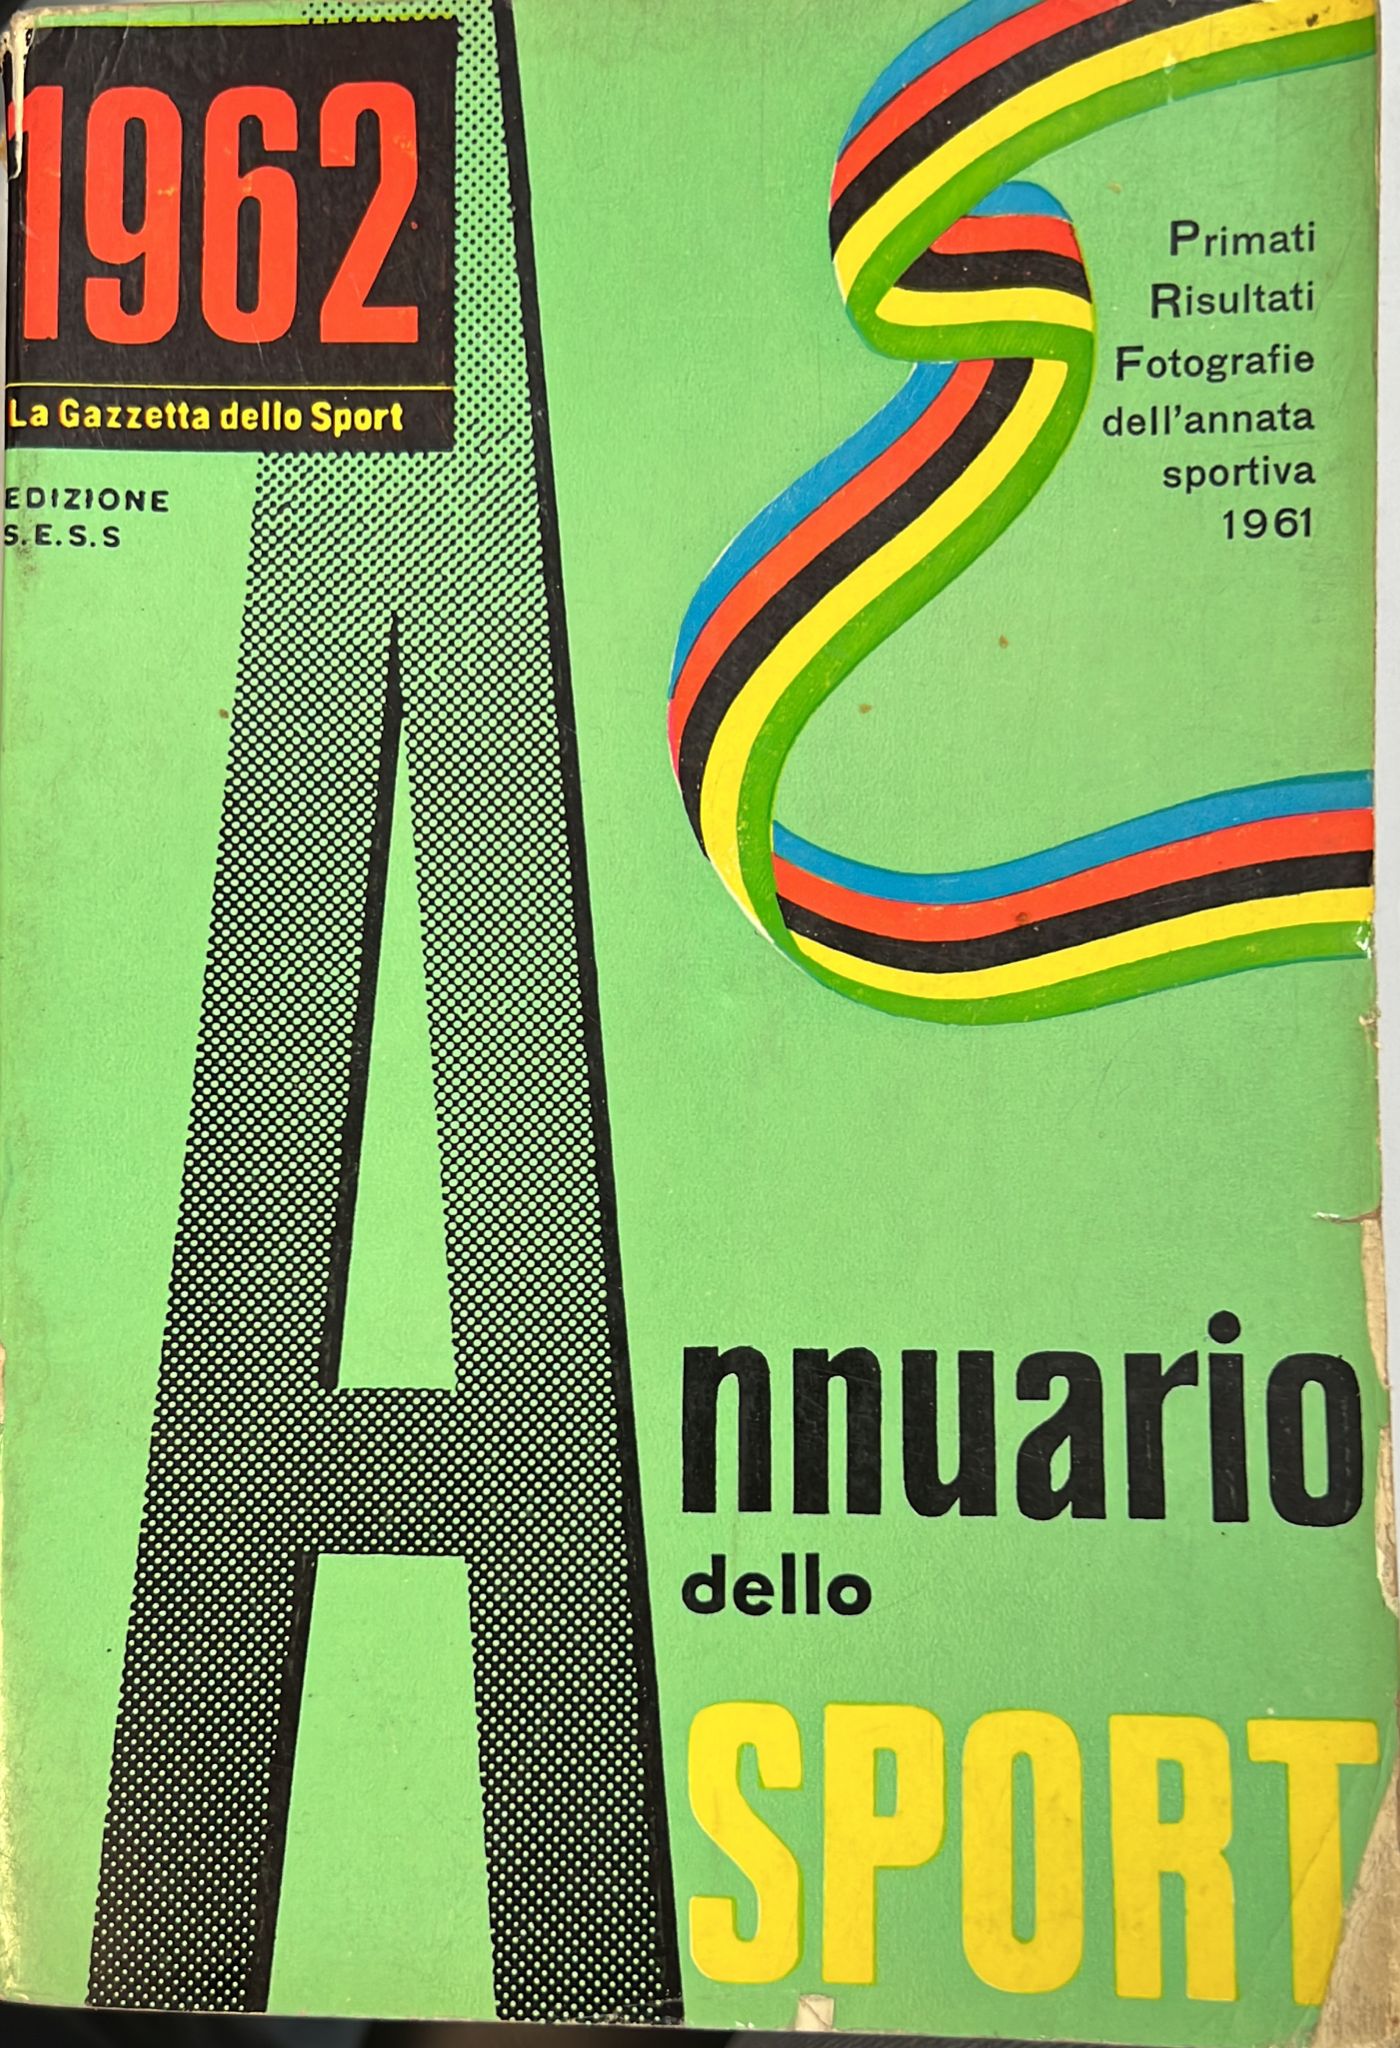 1962
La Gazzetta dello Sport
EDIZIONE
S.E.S.S
Primati
Risultati
Fotografie
dell'annata
sportiva
1961
Annuario
dello
SPORT